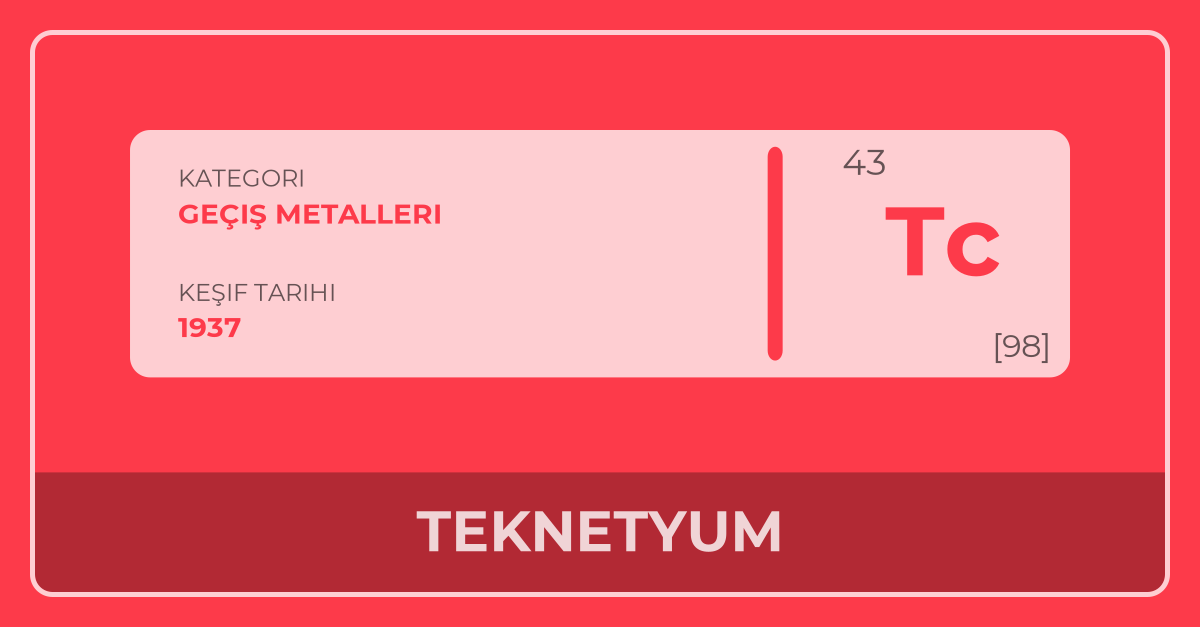 KATEGORI
GEÇIŞ METALLERI
KEŞIF TARIHI
1937
43
Tc
[98]
TEKNETYUM